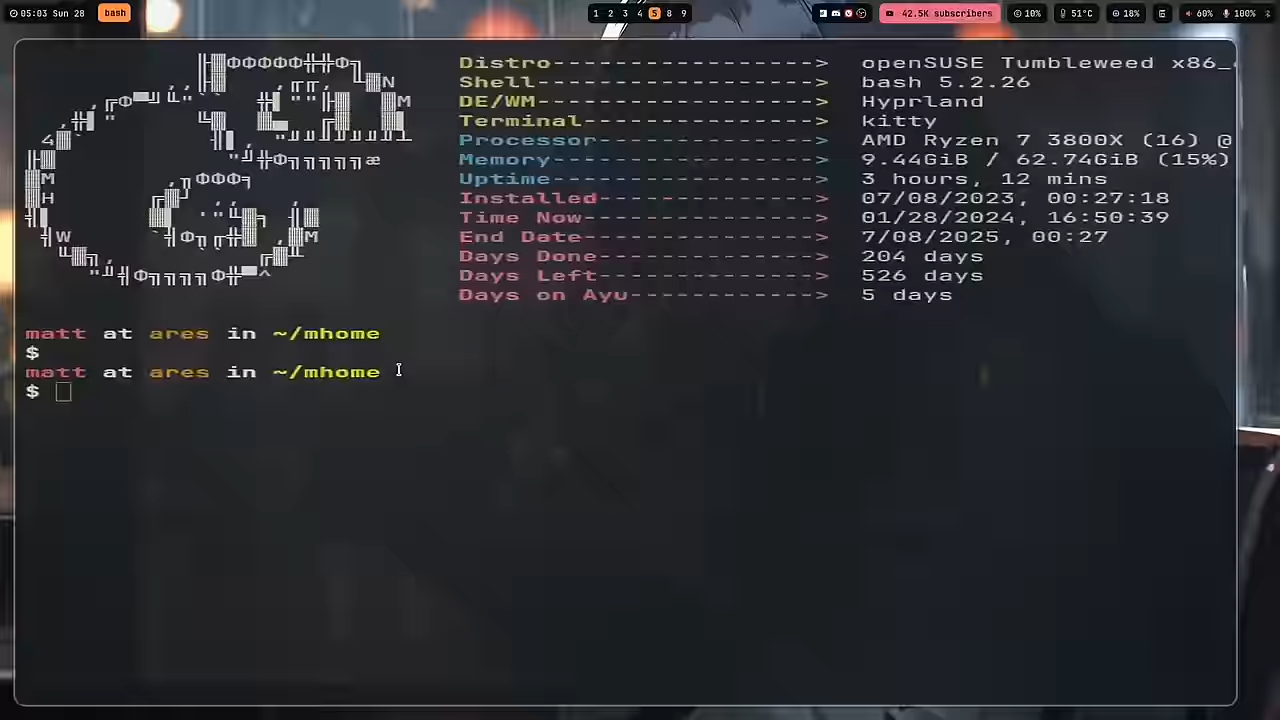 05:03 Sun 28 bash 1 2 3 4 5 8 9 42.5K subscribers 10% 51°C 18% 60% 100%
Distro-----------------------> openSUSE Tumbleweed x86_
Shell------------------------> bash 5.2.26
DE/WM------------------------> Hyprland
Terminal---------------------> kitty
Processor--------------------> AMD Ryzen 7 3800X (16) @
Memory-----------------------> 9.44GiB / 62.74GiB (15%)
Uptime-----------------------> 3 hours, 12 mins
Installed--------------------> 07/08/2023, 00:27:18
Time Now---------------------> 01/28/2024, 16:50:39
End Date---------------------> 7/08/2025, 00:27
Days Done--------------------> 204 days
Days Left--------------------> 526 days
Days on Ayu------------------> 5 days
matt at ares in ~/mhome
$
matt at ares in ~/mhome
$